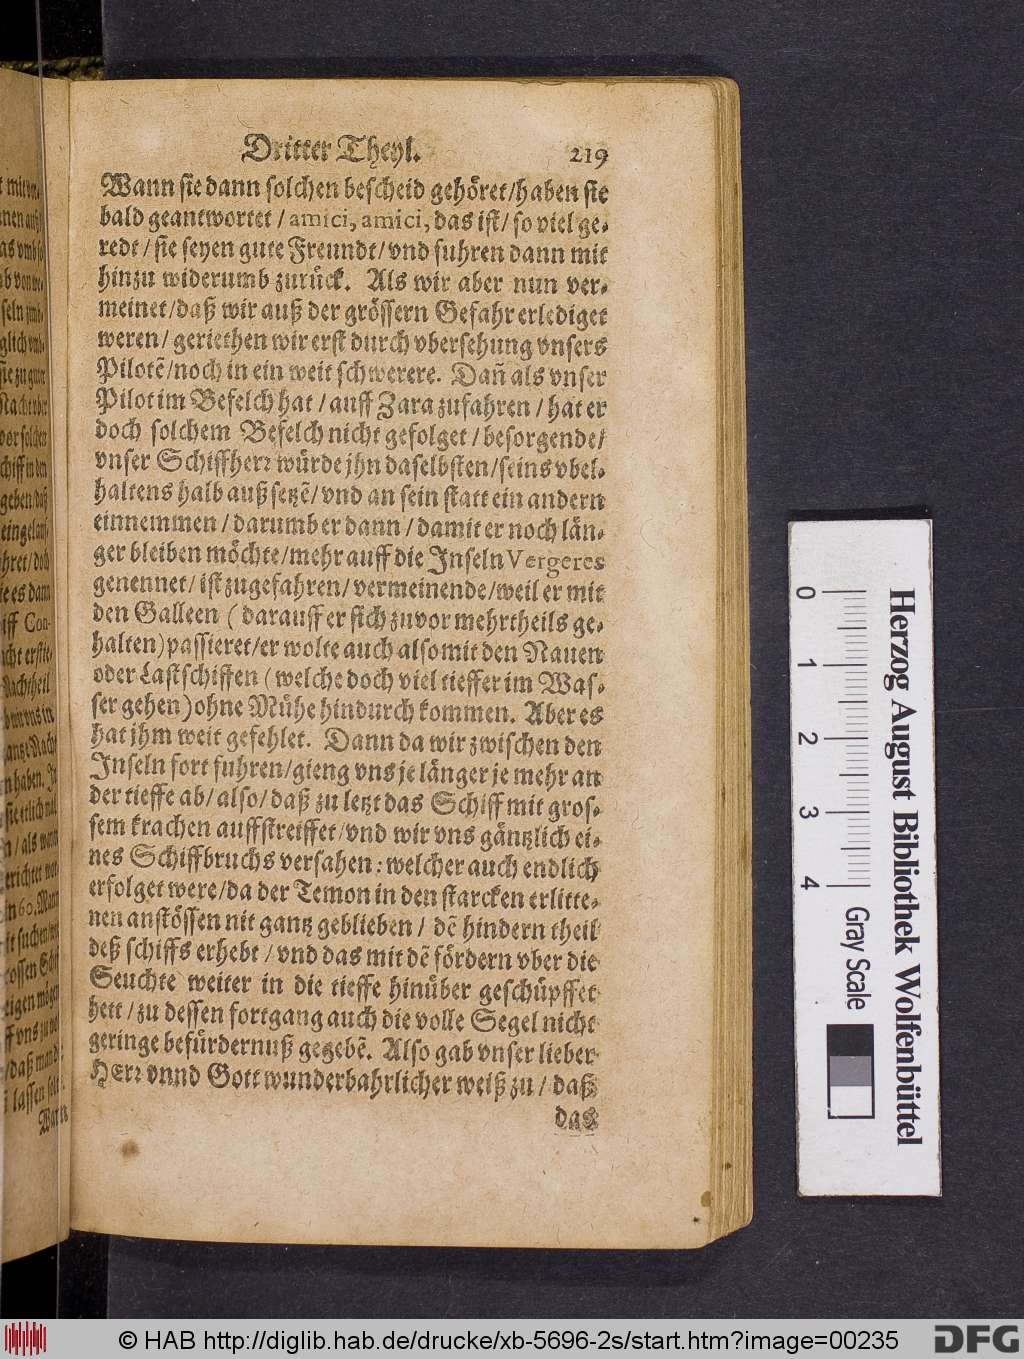 Dritter Theyl. 219
Wann sie dann solchen bescheid gehöret/haben sie
bald geantwortet / amici, amici, das ist/ so viel ge-
redt/ sie seyen gute Freundt/ vnd fuhren dann mit
hinzu widerumb zurück. Als wir aber nun ver-
meinet/daß wir auß der grössern Gefahr erlediget
weren/ geriethen wir erst durch vbersehung vnsers
Pilotẽ/noch in ein weit schwerere. Dañ als vnser
Pilot im Befelch hat / auff Zara zufahren / hat er
doch solchem Befelch nicht gefolget / besorgende/
vnser Schiffherꝛ würde jhn daselbsten/seins vbel-
haltens halb auß setzẽ/ vnd an sein statt ein andern
einnemmen / darumb er dann / damit er noch län-
ger bleiben möchte/mehr auff die Inseln Vergeres
genennet/ ist zugefahren/ vermeinende/weil er mit
den Galleen ( darauff er sich zuvor mehrtheils ge-
halten) passieret/er wolte auch also mit den Nauen
oder Lastschiffen ( welche doch viel tieffer im Was-
ser gehen) ohne Mühe hindurch kommen. Aber es
hat jhm weit gefehlet. Dann da wir zwischen den
Inseln fort fuhren/gieng vns je länger je mehr an
der tieffe ab/ also/ daß zu letzt das Schiff mit gros-
sem krachen auffstreiffet/vnd wir vns gäntzlich ei-
nes Schiffbruchs versahen: welcher auch endlich
erfolget were/da der Temon in den starcken erlitte-
nen anstössen nit gantz geblieben / dẽ hindern theil
deß schiffs erhebt / vnd das mit dẽ fördern vber die
Seuchte weiter in die tieffe hinüber geschüpffet
hett / zu dessen fortgang auch die volle Segel nicht
geringe befürdernuß gegebẽ. Also gab vnser lieber
HErꝛ vnnd Gott wunderbahrlicher weiß zu / daß
das
0 1 2 3 4
Gray Scale
Herzog August Bibliothek Wolfenbüttel
© HAB http://diglib.hab.de/drucke/xb-5696-2s/start.htm?image=00235
DFG